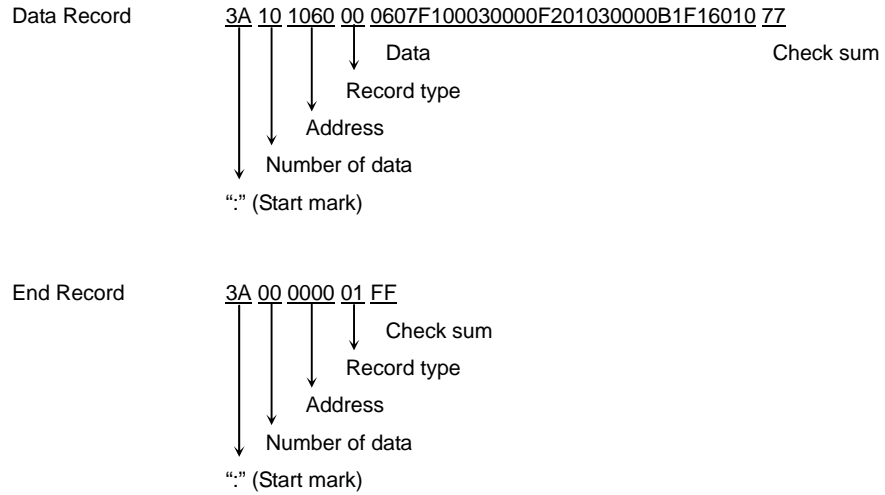 Data Record 3A 10 1060 00 0607F100030000F201030000B1F16010 77
Data Check sum
Record type
Address
Number of data
“:” (Start mark)
End Record 3A 00 0000 01 FF
Check sum
Record type
Address
Number of data
“:” (Start mark)